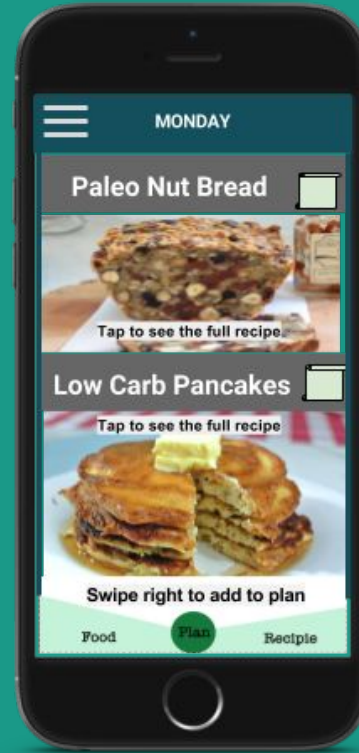 MONDAY
Paleo Nut Bread
Tap to see the full recipe
Low Carb Pancakes
Tap to see the full recipe
Swipe right to add to plan
Food Plan Recipie